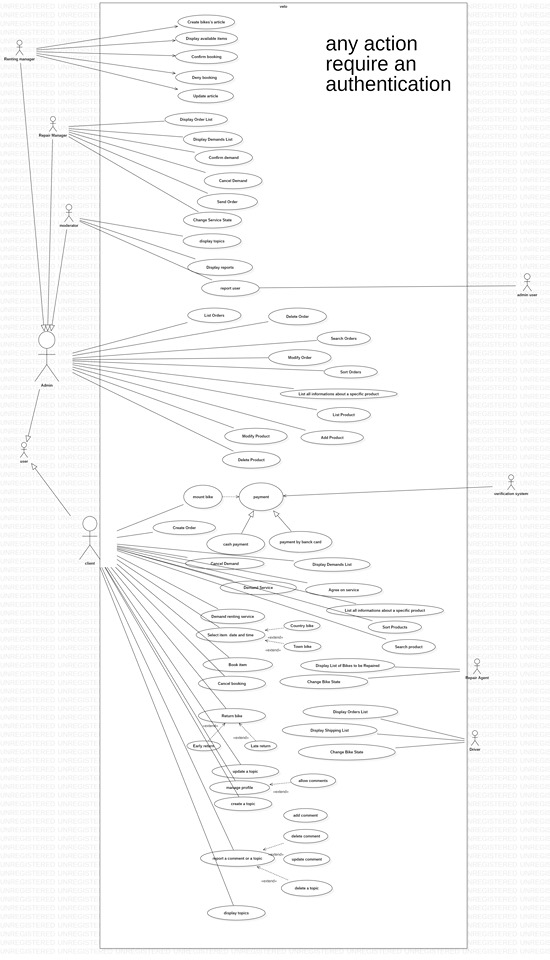 velo
Create bikes's article
Display available items
any action
require an
authentication
Renting manager
Confirm booking
Deny booking
Update article
Display Order List
Repair Manager
Display Demands List
Confirm demand
Cancel Demand
Send Order
Change Service State
moderator
display topics
Display reports
report user
admin user
List Orders
Delete Order
Search Orders
Modify Order
Sort Orders
Admin
List all informations about a specific product
List Product
Modify Product
Add Product
Delete Product
user
mount bike
payment
verification system
Create Order
cash payment
payment by banck card
client
Cancel Demand
Display Demands List
Demand Service
Agree on service
List all informations about a specific product
Demand renting service
Country bike
Sort Products
Select item date and time
«extend»
Town bike
Search product
«extend»
Book item
Display List of Bikes to be Repaired
Repair Agent
Cancel booking
Change Bike State
Return bike
Display Orders List
«extend»
Display Shipping List
«extend»
Early return
Late return
Change Bike State
Driver
update a topic
manage profile
allow comments
«extend»
create a topic
add comment
delete comment
«extend»
report a comment or a topic
update comment
«extend»
delete a topic
display topics
UNREGISTERED